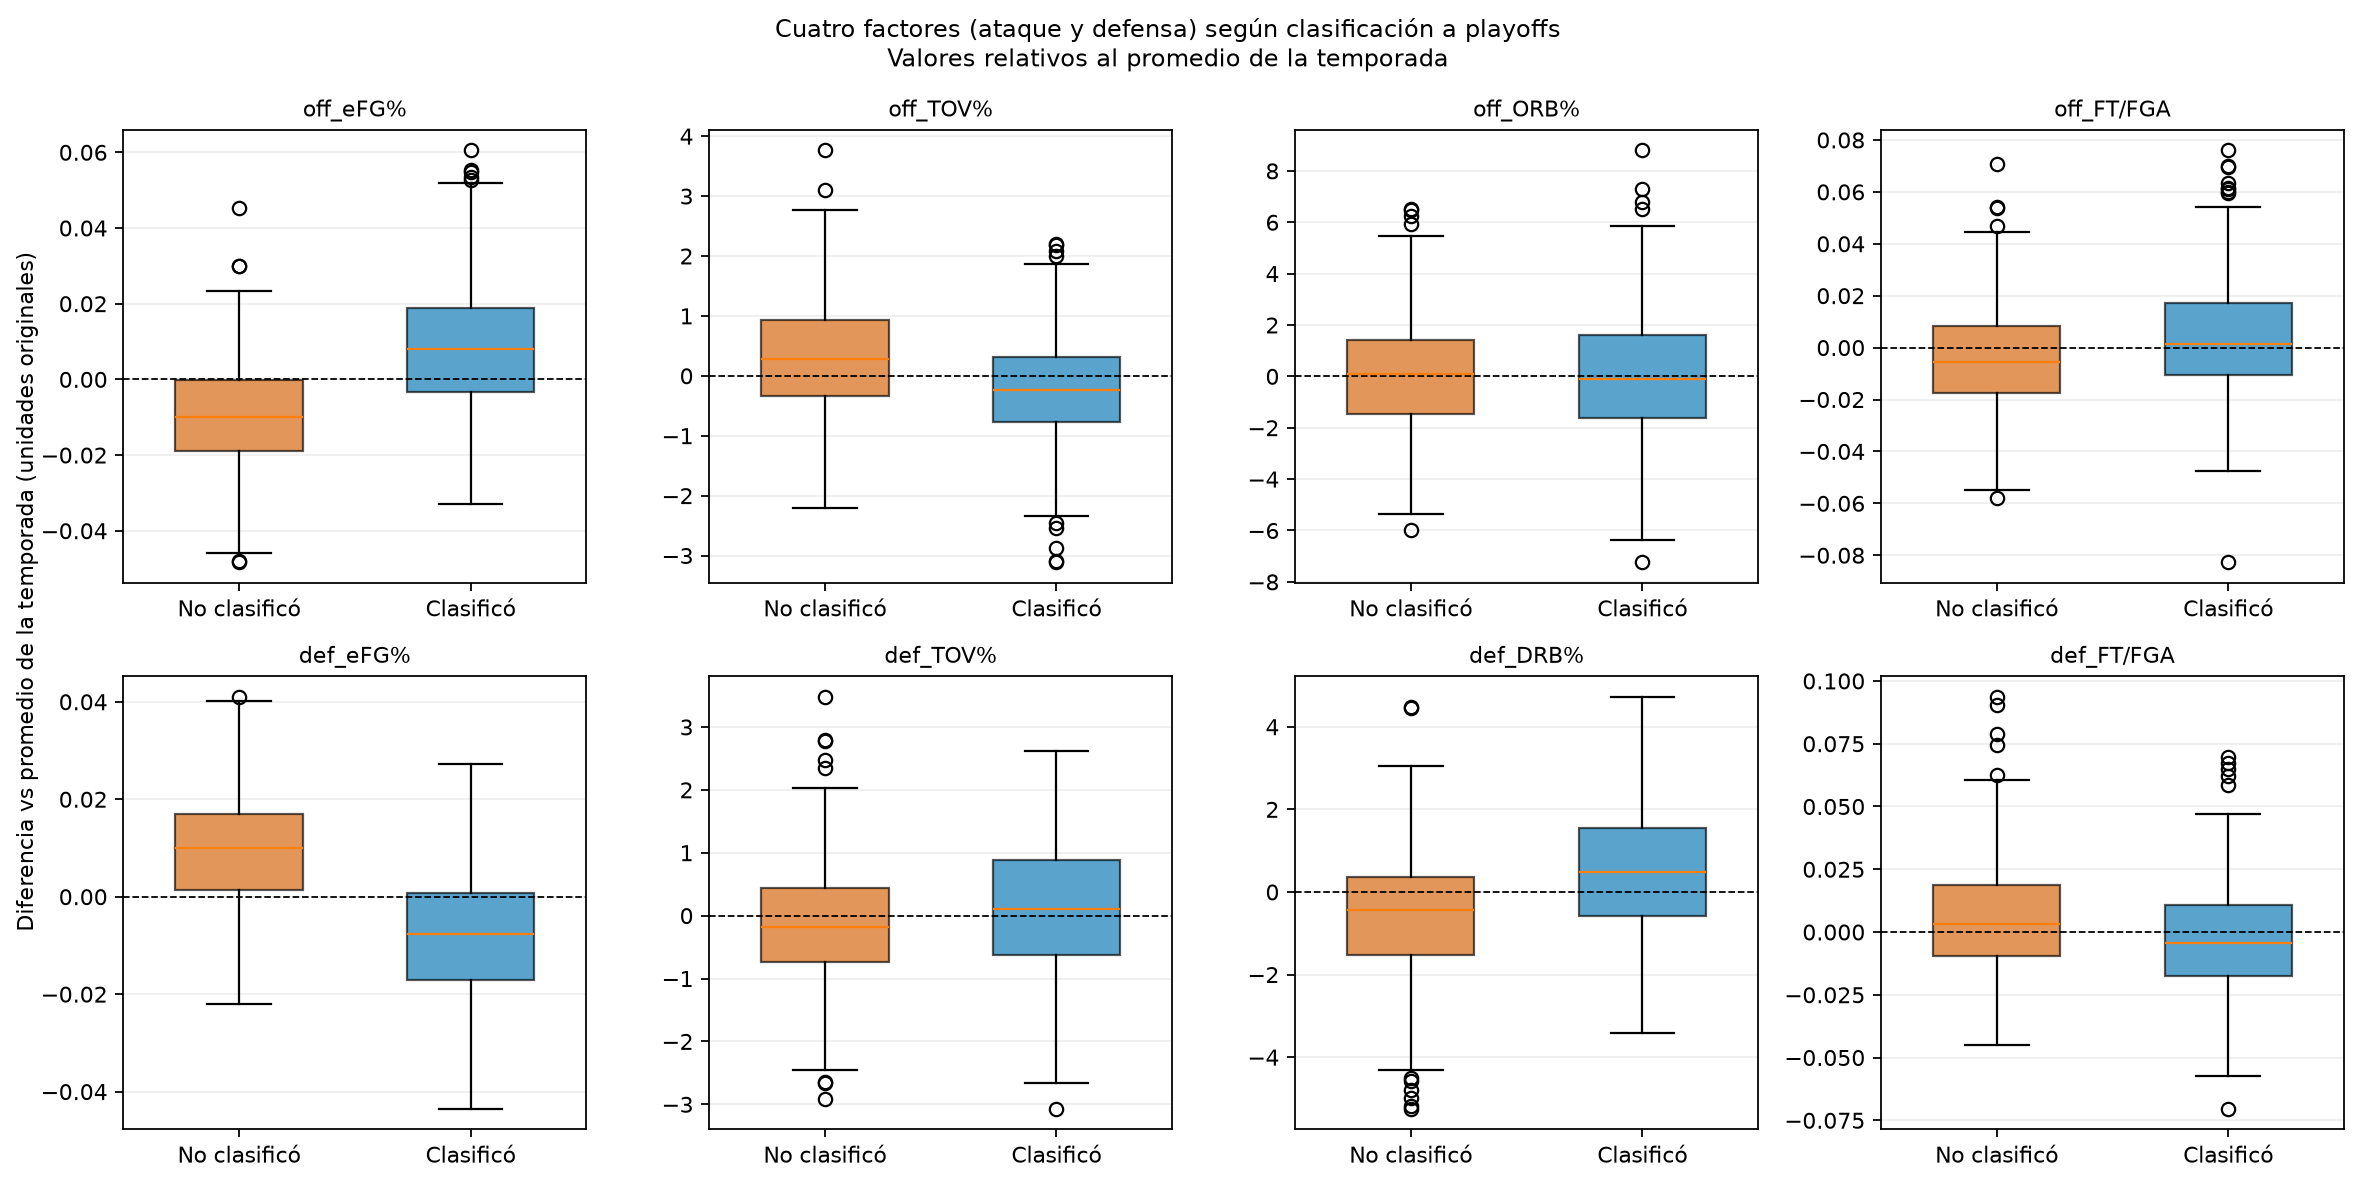 Cuatro factores (ataque y defensa) según clasificación a playoffs
Valores relativos al promedio de la temporada
Diferencia vs promedio de la temporada (unidades originales)
off_eFG%
0.06
0.04
0.02
0.00
−0.02
−0.04
No clasificó
Clasificó
off_TOV%
4
3
2
1
0
−1
−2
−3
No clasificó
Clasificó
off_ORB%
8
6
4
2
0
−2
−4
−6
−8
No clasificó
Clasificó
off_FT/FGA
0.08
0.06
0.04
0.02
0.00
−0.02
−0.04
−0.06
−0.08
No clasificó
Clasificó
def_eFG%
0.04
0.02
0.00
−0.02
−0.04
No clasificó
Clasificó
def_TOV%
3
2
1
0
−1
−2
−3
No clasificó
Clasificó
def_DRB%
4
2
0
−2
−4
No clasificó
Clasificó
def_FT/FGA
0.100
0.075
0.050
0.025
0.000
−0.025
−0.050
−0.075
No clasificó
Clasificó